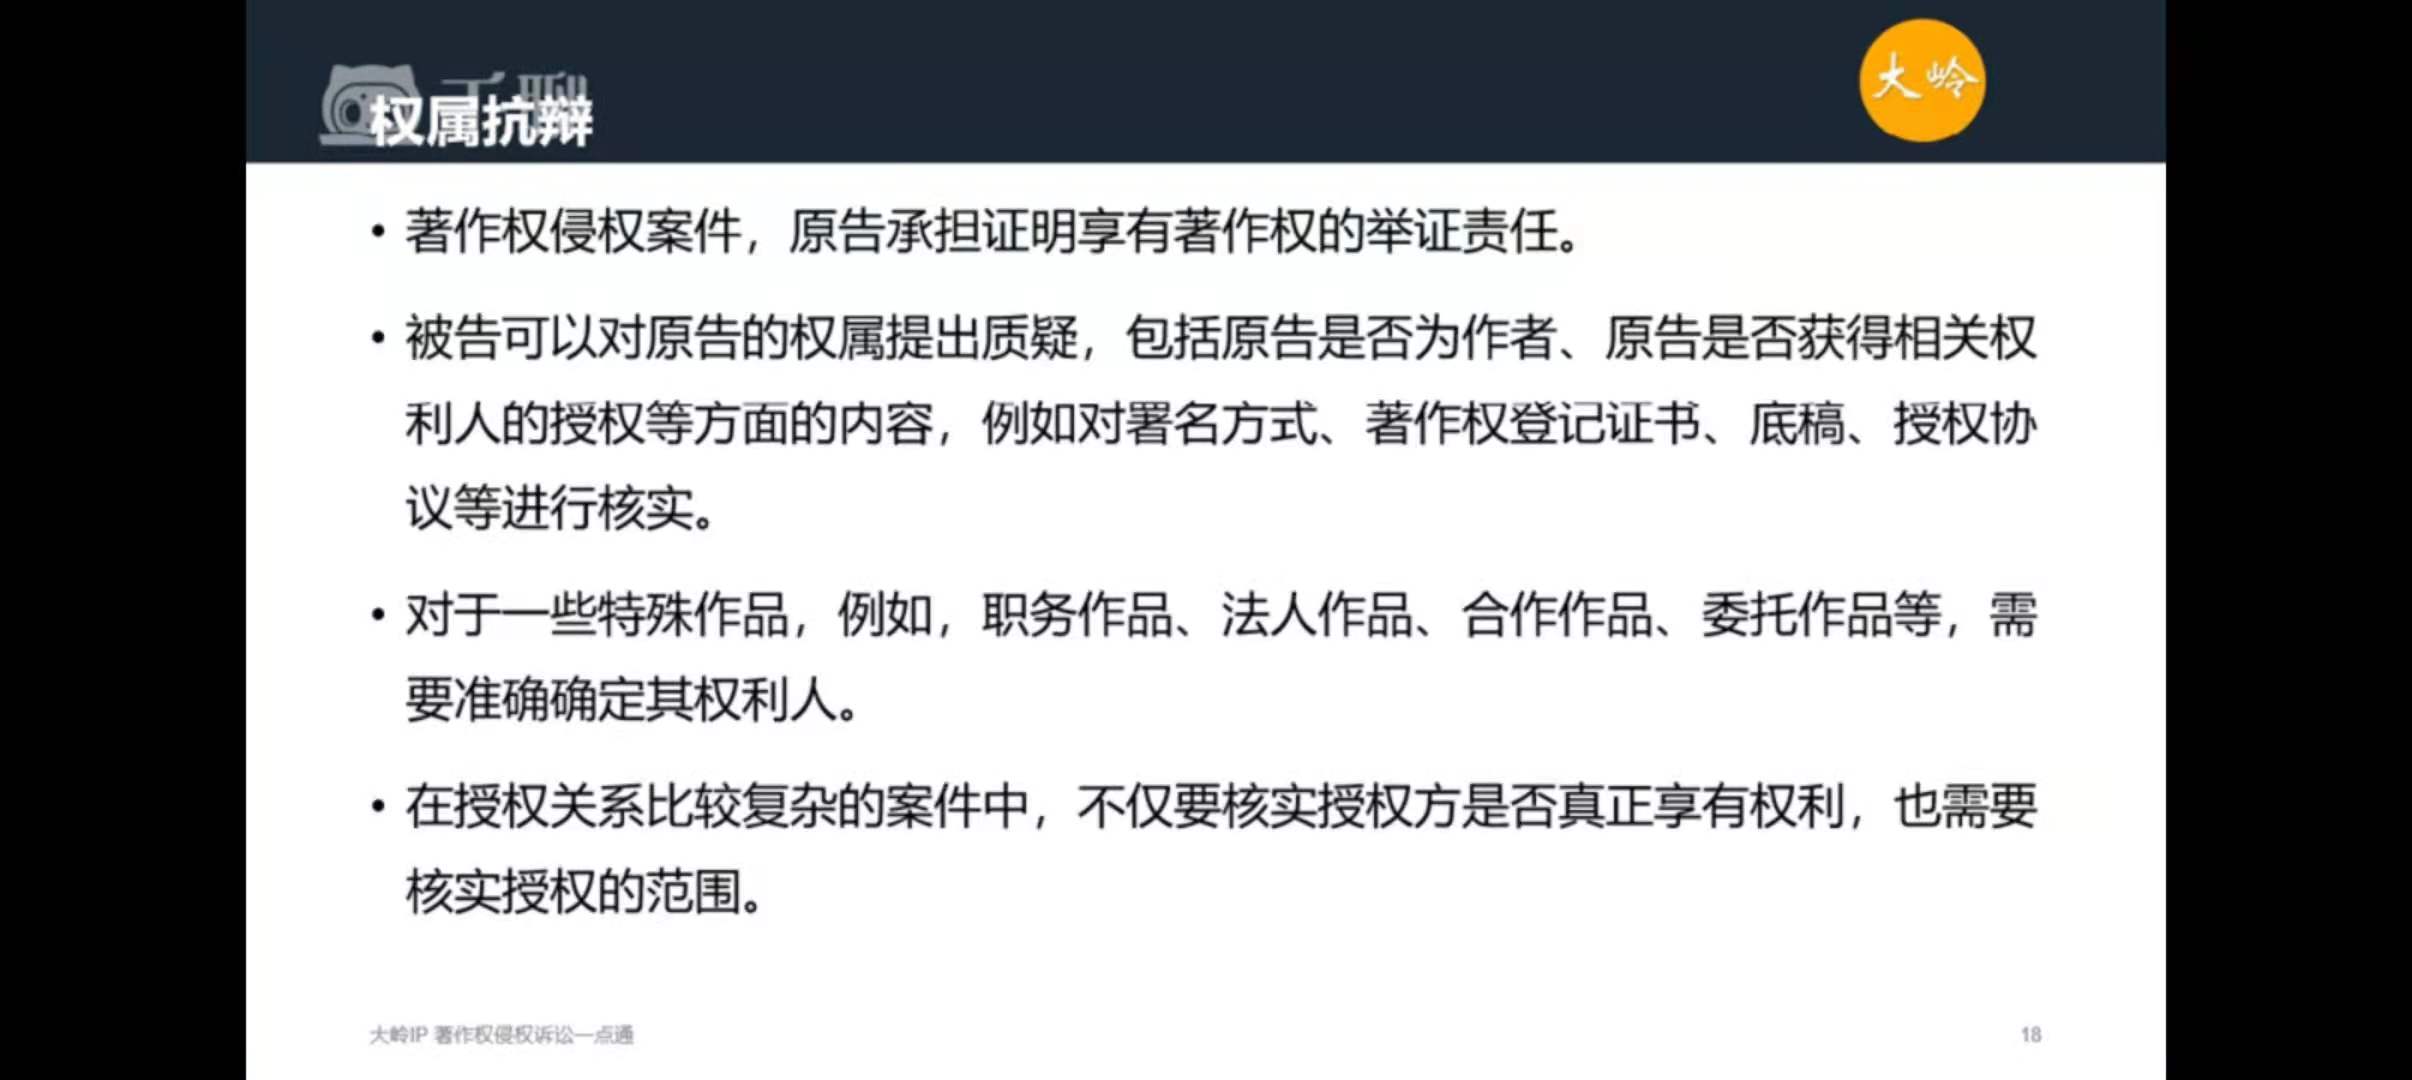 千聊
大岭
权属抗辩
• 著作权侵权案件，原告承担证明享有著作权的举证责任。
• 被告可以对原告的权属提出质疑，包括原告是否为作者、原告是否获得相关权
利人的授权等方面的内容，例如对署名方式、著作权登记证书、底稿、授权协
议等进行核实。
• 对于一些特殊作品，例如，职务作品、法人作品、合作作品、委托作品等，需
要准确确定其权利人。
• 在授权关系比较复杂的案件中，不仅要核实授权方是否真正享有权利，也需要
核实授权的范围。
大岭IP 著作权侵权诉讼一点通
18